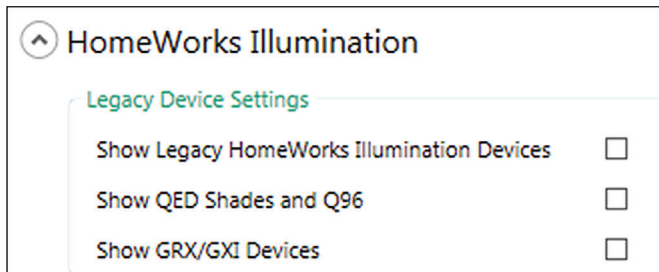 HomeWorks Illumination
Legacy Device Settings
Show Legacy HomeWorks Illumination Devices
Show QED Shades and Q96
Show GRX/GXI Devices